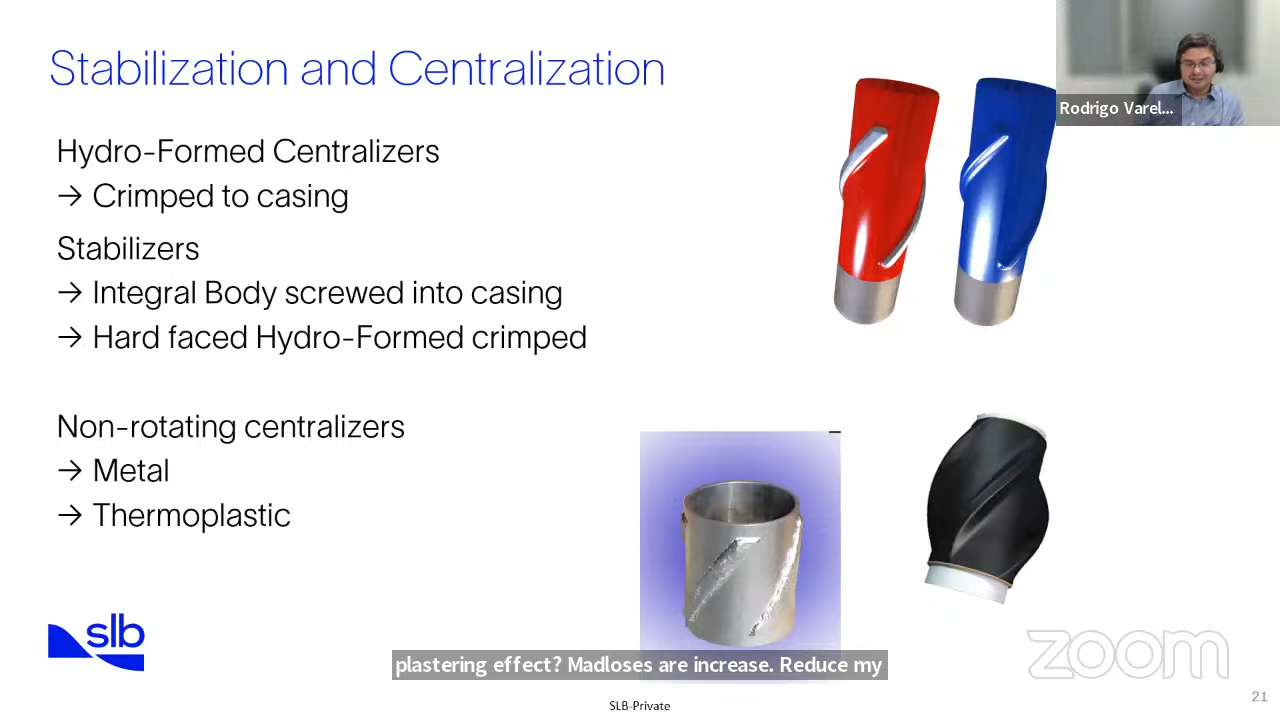 Stabilization and Centralization
Rodrigo Varel...
Hydro-Formed Centralizers
→ Crimped to casing
Stabilizers
→ Integral Body screwed into casing
→ Hard faced Hydro-Formed crimped
Non-rotating centralizers
→ Metal
→ Thermoplastic
slb
plastering effect? Madloses are increase. Reduce my
zoom
SLB-Private
21